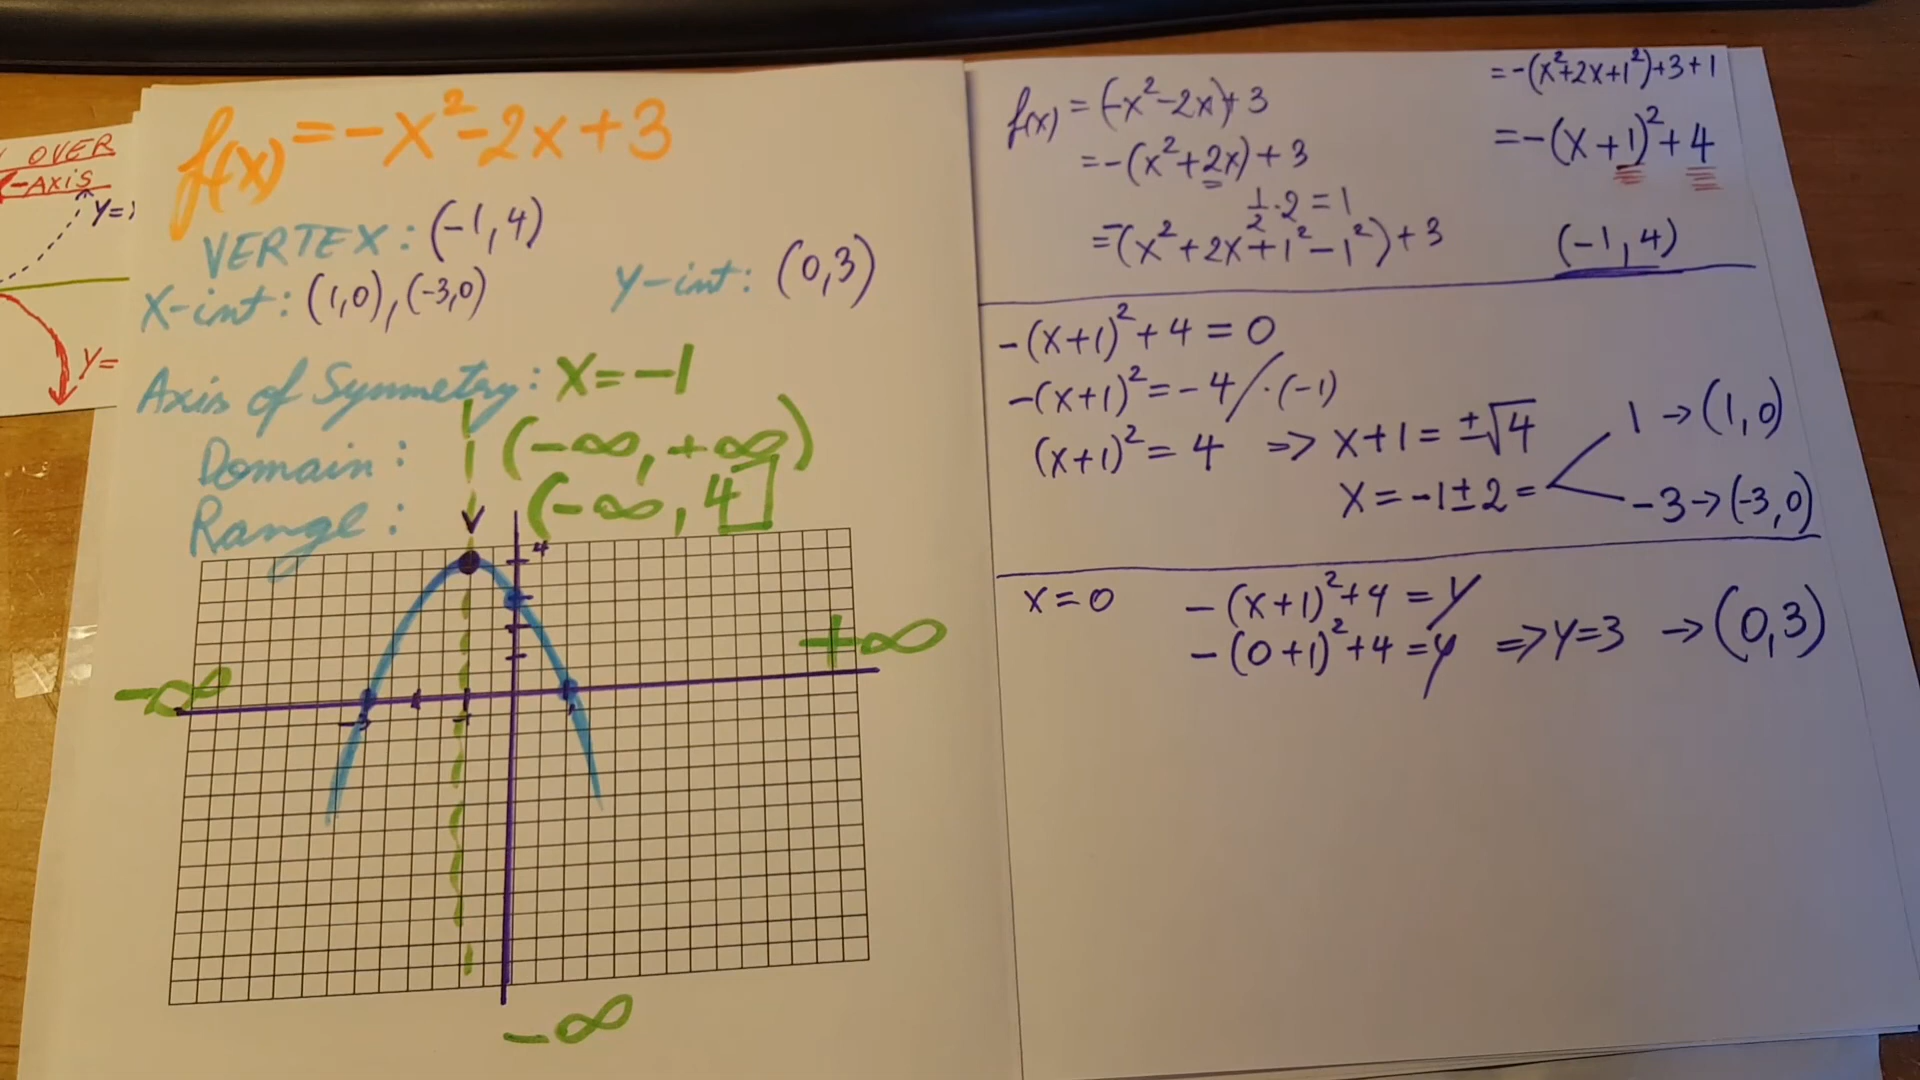 OVER
-AXIS
y=
y=
f(x) = -x²-2x+3
VERTEX: (-1,4)
X-int: (1,0),(-3,0)
Y-int: (0,3)
Axis of Symmetry: x=-1
Domain: (-∞,+∞)
Range: (-∞,4]
4
+∞
-∞
-3
-1
1
-∞
f(x) = (-x²-2x)+3
= -(x²+2x)+3
1/2·2=1
= -(x²+2x+1²-1²)+3
= -(x²+2x+1²)+3+1
= -(x+1)²+4
(-1,4)
-(x+1)²+4=0
-(x+1)²=-4/·(-1)
(x+1)²=4 => x+1=±√4
x=-1±2=
1→(1,0)
-3→(-3,0)
x=0 -(x+1)²+4=y
-(0+1)²+4=y => y=3 → (0,3)